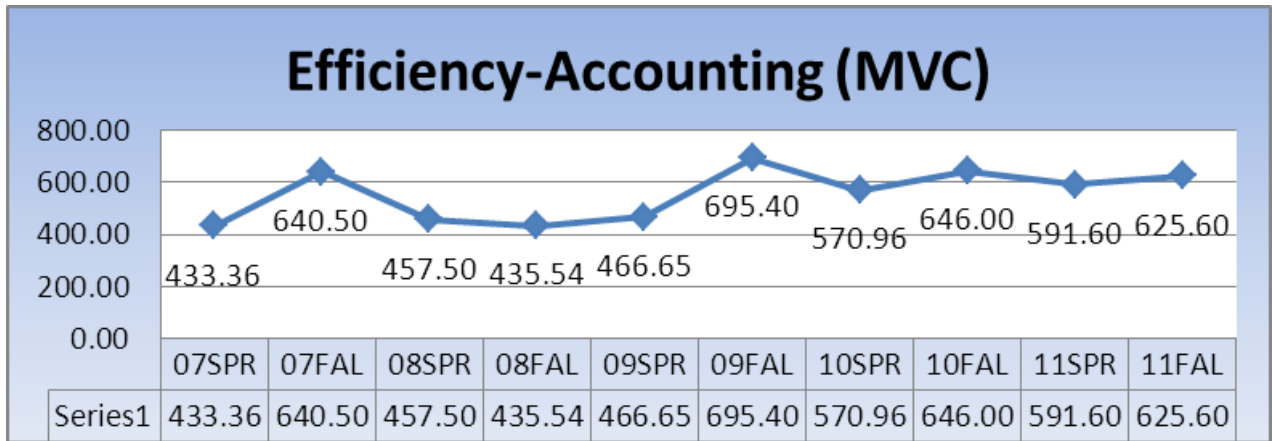 Efficiency-Accounting (MVC)
800.00
600.00
400.00
200.00
0.00
433.36 640.50 457.50 435.54 466.65 695.40 570.96 646.00 591.60 625.60
07SPR 07FAL 08SPR 08FAL 09SPR 09FAL 10SPR 10FAL 11SPR 11FAL
Series1 433.36 640.50 457.50 435.54 466.65 695.40 570.96 646.00 591.60 625.60